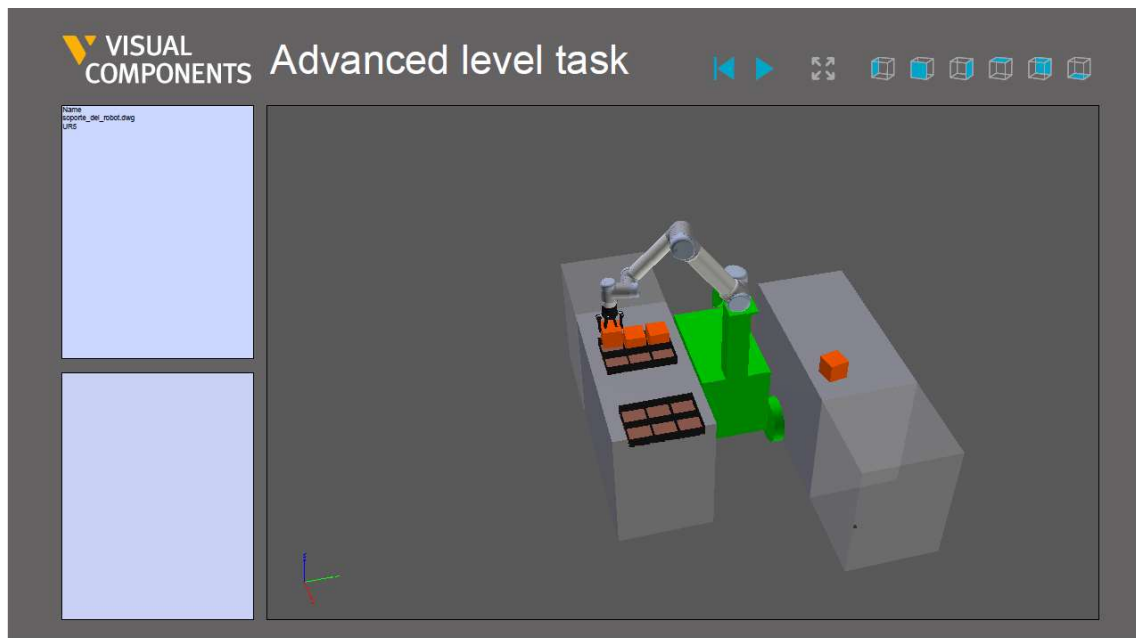 VISUAL
COMPONENTS
Advanced level task
Name
soporte_del_robot.dwg
UR5